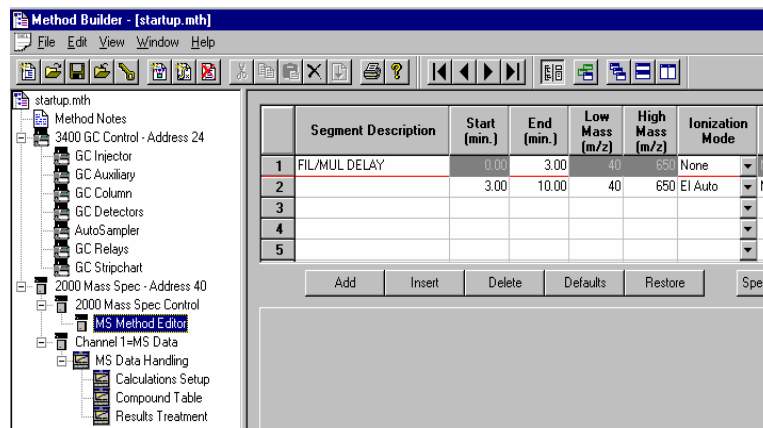 Method Builder - [startup.mth]
File Edit View Window Help
startup.mth
Method Notes
3400 GC Control - Address 24
GC Injector
GC Auxiliary
GC Column
GC Detectors
AutoSampler
GC Relays
GC Stripchart
2000 Mass Spec - Address 40
2000 Mass Spec Control
MS Method Editor
Channel 1=MS Data
MS Data Handling
Calculations Setup
Compound Table
Results Treatment
Segment Description Start (min.) End (min.) Low Mass (m/z) High Mass (m/z) Ionization Mode
1 FIL/MUL DELAY 0.00 3.00 40 650 None
2 3.00 10.00 40 650 EI Auto
3
4
5
Add Insert Delete Defaults Restore Spe